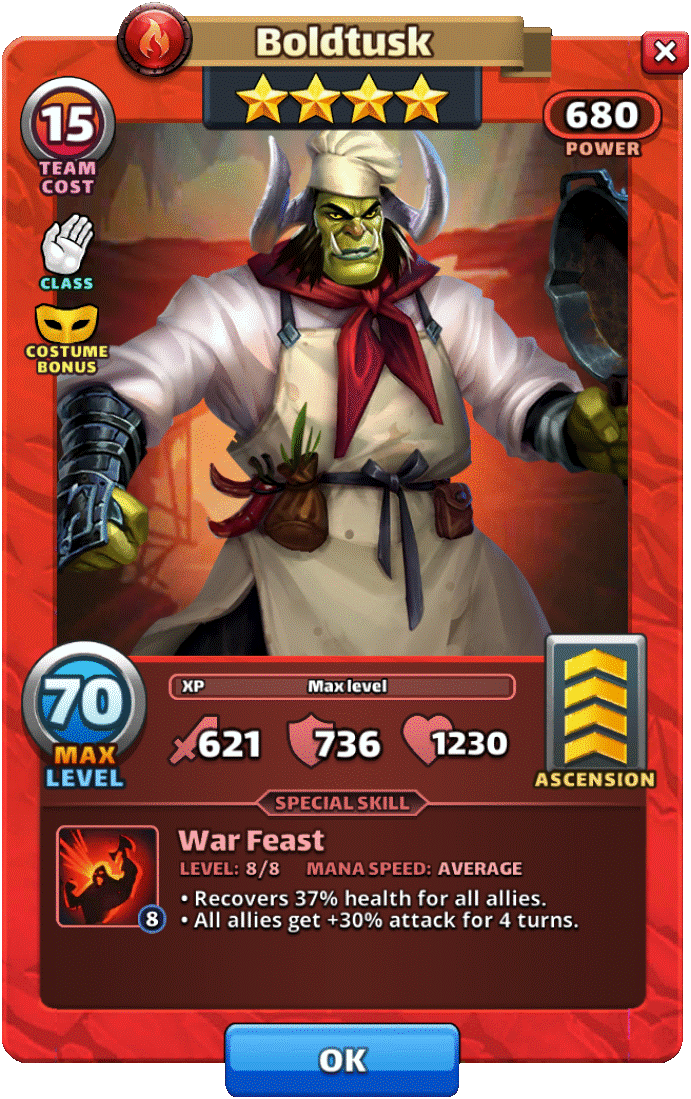 Boldtusk
15
TEAM
COST
680
POWER
CLASS
COSTUME
BONUS
70
MAX
LEVEL
XP Max level
621 736 1230
ASCENSION
SPECIAL SKILL
War Feast
LEVEL: 8/8 MANA SPEED: AVERAGE
• Recovers 37% health for all allies.
• All allies get +30% attack for 4 turns.
8
OK